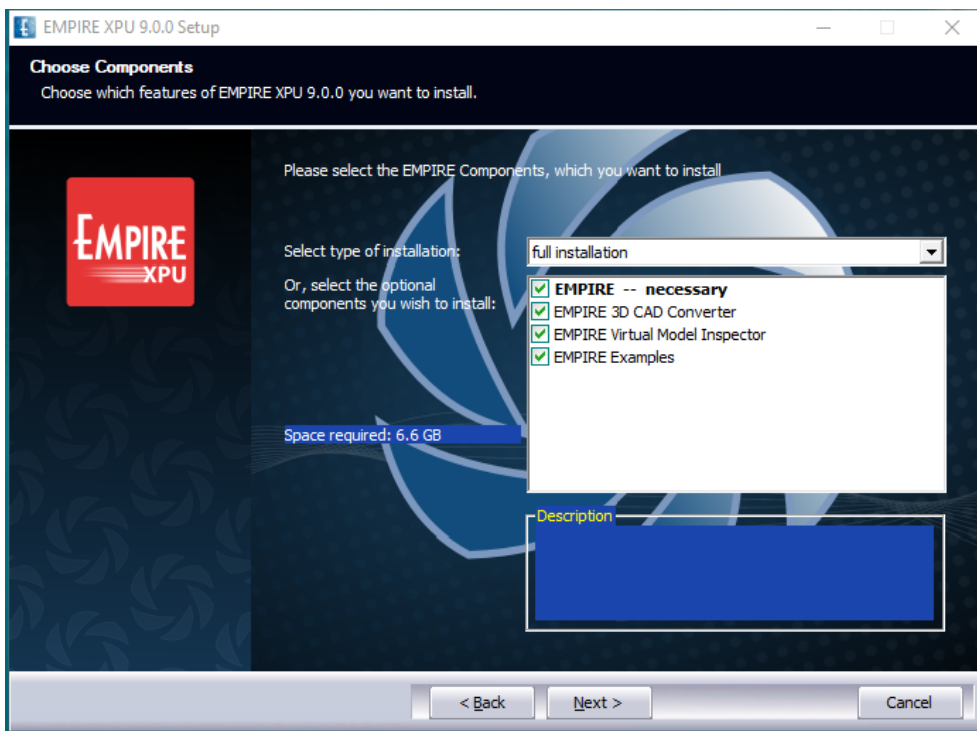 EMPIRE XPU 9.0.0 Setup
Choose Components
Choose which features of EMPIRE XPU 9.0.0 you want to install.
EMPIRE
XPU
Please select the EMPIRE Components, which you want to install
Select type of installation:
full installation
Or, select the optional
components you wish to install:
EMPIRE -- necessary
EMPIRE 3D CAD Converter
EMPIRE Virtual Model Inspector
EMPIRE Examples
Space required: 6.6 GB
Description
< Back
Next >
Cancel